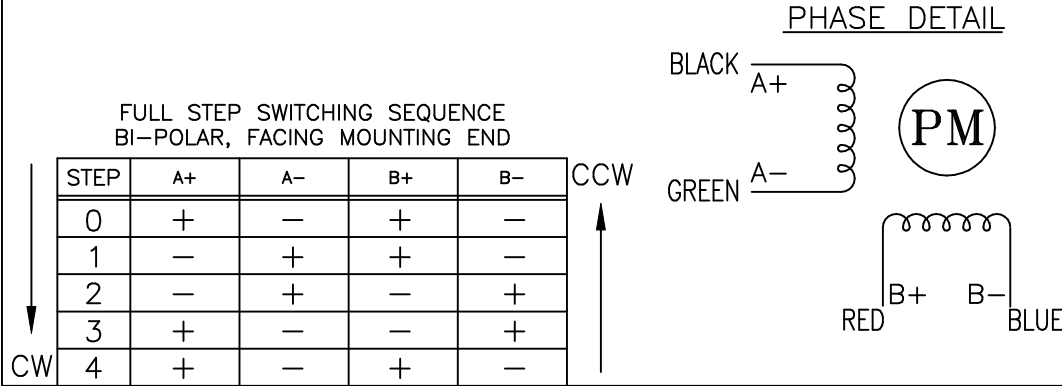 PHASE DETAIL
BLACK
A+
PM
A-
GREEN
B+ B-
RED BLUE
FULL STEP SWITCHING SEQUENCE
BI-POLAR, FACING MOUNTING END
STEP A+ A- B+ B- CCW
0 + - + -
1 - + + -
2 - + - +
3 + - - +
CW 4 + - + -